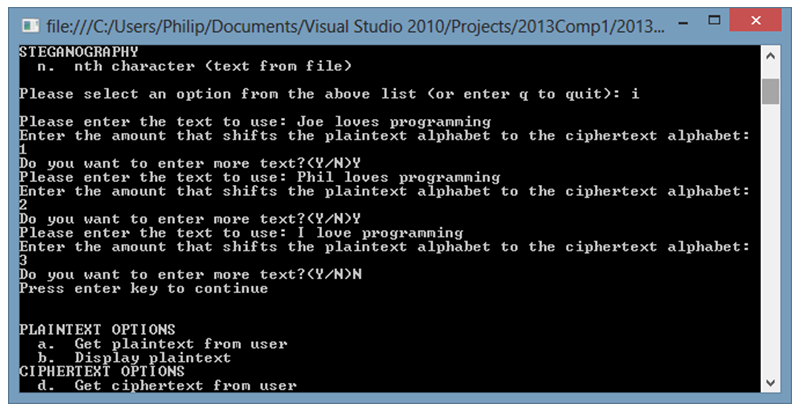 file:///C:/Users/Philip/Documents/Visual Studio 2010/Projects/2013Comp1/2013...
STEGANOGRAPHY
n. nth character (text from file)
Please select an option from the above list (or enter q to quit): i
Please enter the text to use: Joe loves programming
Enter the amount that shifts the plaintext alphabet to the ciphertext alphabet:
1
Do you want to enter more text?(Y/N)Y
Please enter the text to use: Phil loves programming
Enter the amount that shifts the plaintext alphabet to the ciphertext alphabet:
2
Do you want to enter more text?(Y/N)Y
Please enter the text to use: I love programming
Enter the amount that shifts the plaintext alphabet to the ciphertext alphabet:
3
Do you want to enter more text?(Y/N)N
Press enter key to continue
PLAINTEXT OPTIONS
a. Get plaintext from user
b. Display plaintext
CIPHERTEXT OPTIONS
d. Get ciphertext from user